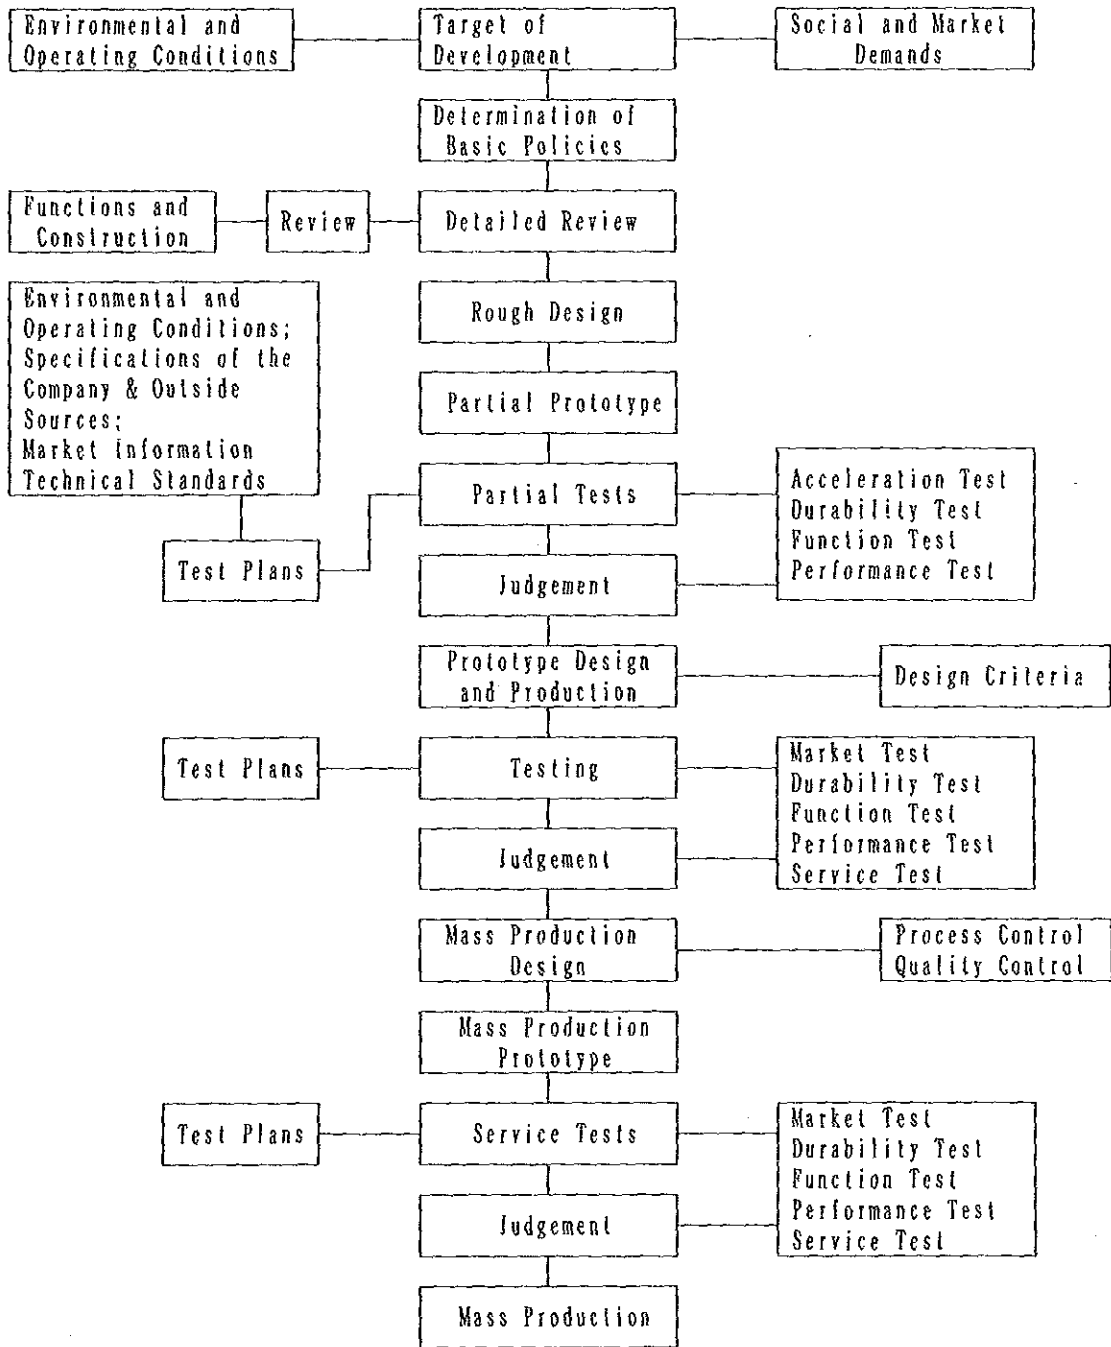 Environmental and
Operating Conditions
Target of
Development
Social and Market
Demands
Determination of
Basic Policies
Functions and
Construction
Review
Detailed Review
Environmental and
Operating Conditions;
Specifications of the
Company & Outside
Sources;
Market Information
Technical Standards
Rough Design
Partial Prototype
Partial Tests
Acceleration Test
Durability Test
Function Test
Performance Test
Test Plans
Judgement
Prototype Design
and Production
Design Criteria
Test Plans
Testing
Market Test
Durability Test
Function Test
Performance Test
Service Test
Judgement
Mass Production
Design
Process Control
Quality Control
Mass Production
Prototype
Test Plans
Service Tests
Market Test
Durability Test
Function Test
Performance Test
Service Test
Judgement
Mass Production